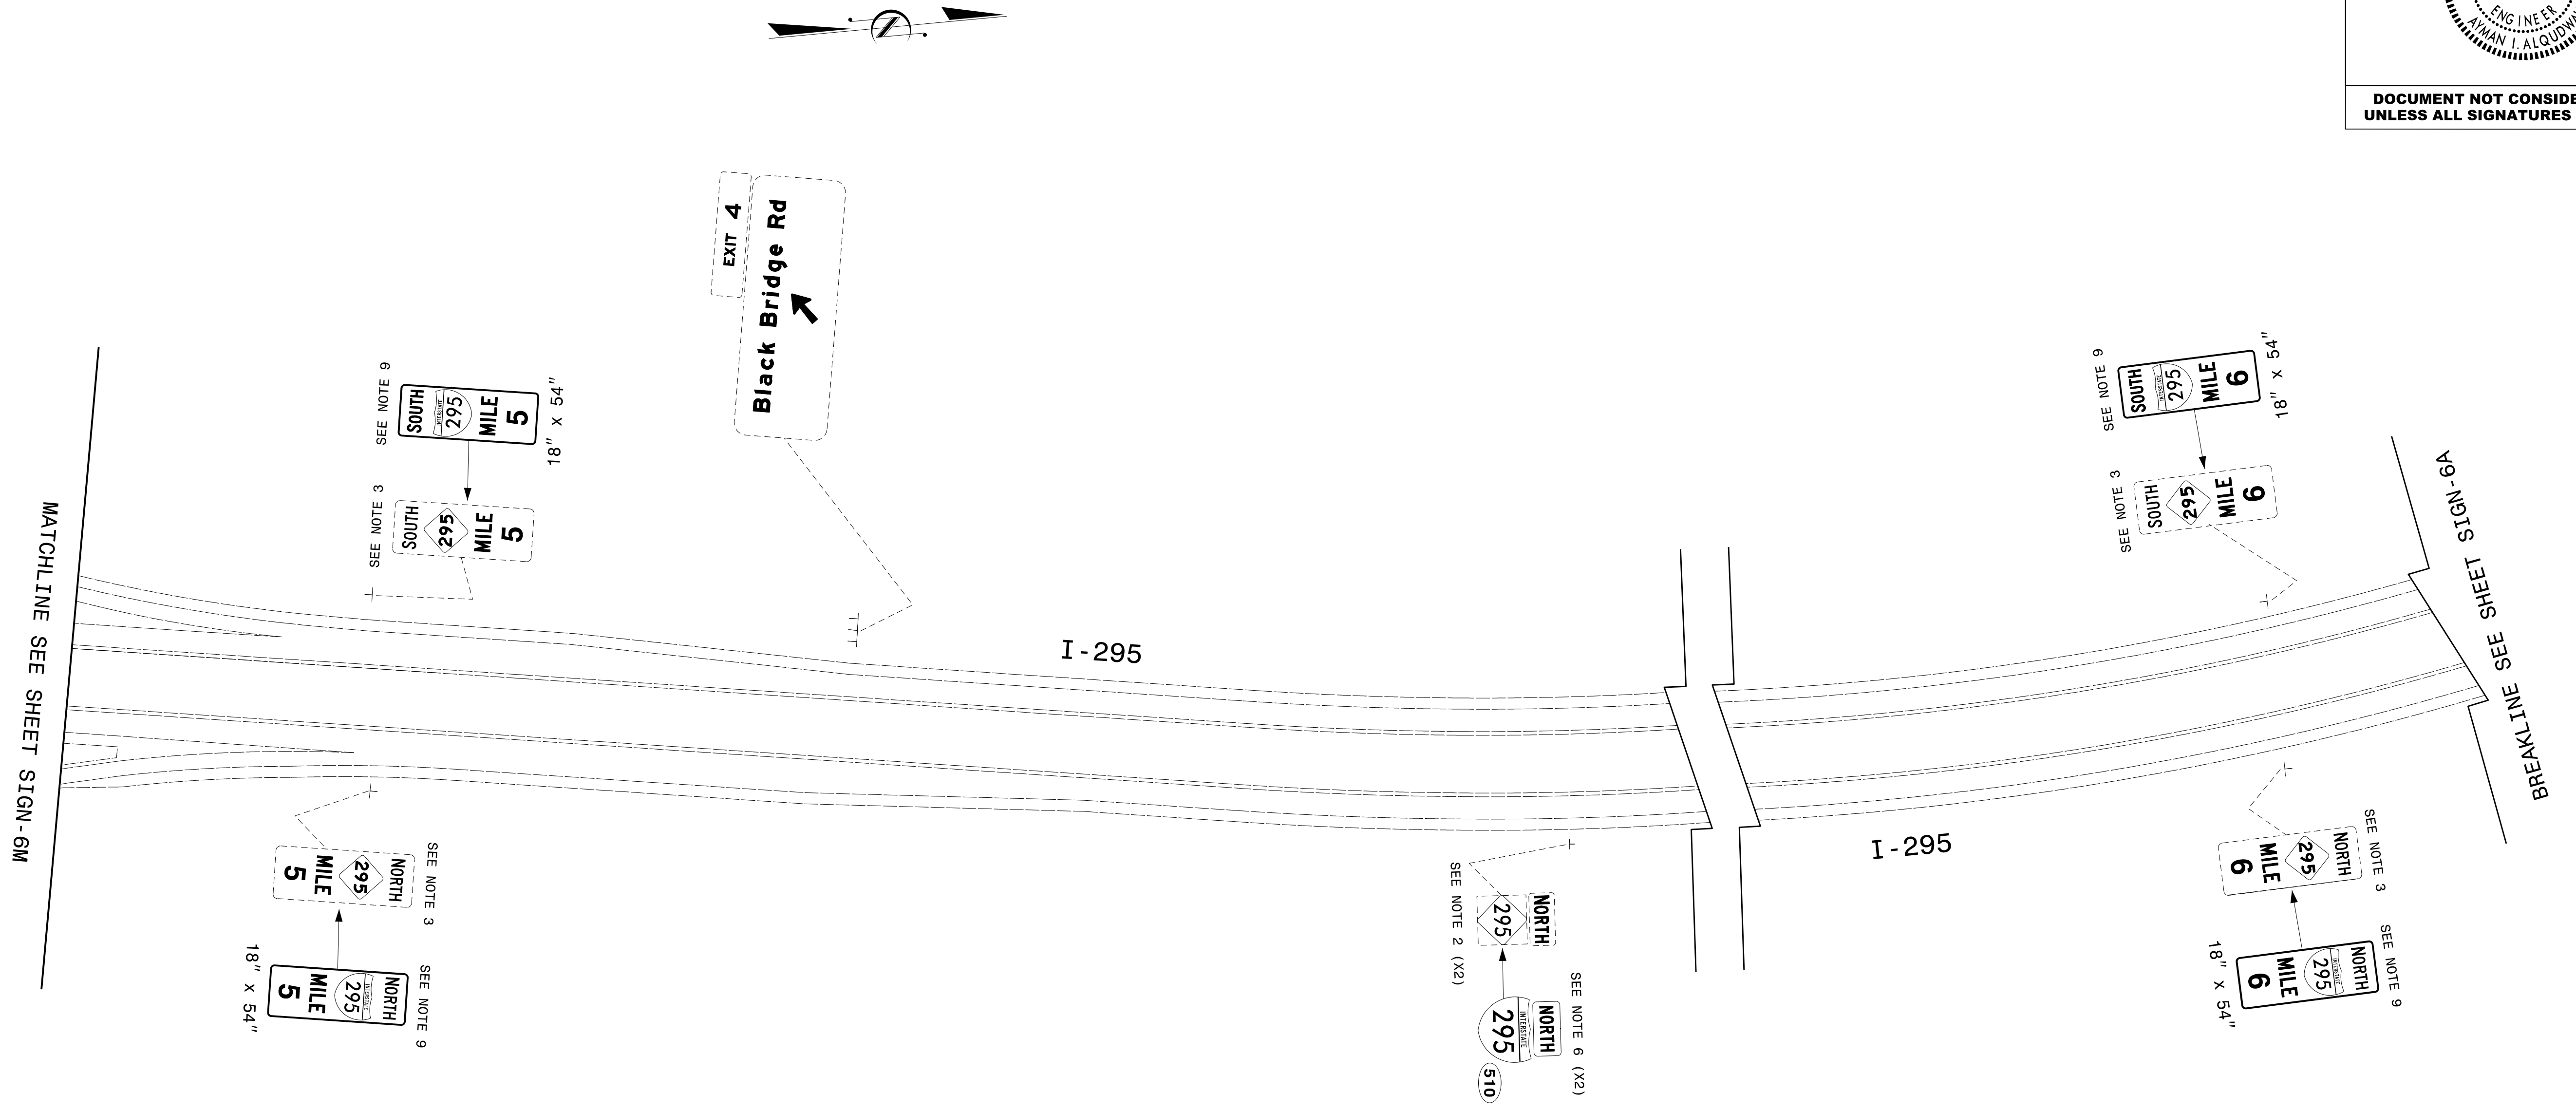 ENGINEER
AYMAN I. ALQUDW
DOCUMENT NOT CONSIDE
UNLESS ALL SIGNATURES
EXIT 4
Black Bridge Rd
SEE NOTE 9
SOUTH
INTERSTATE
295
MILE
5
18" X 54"
SEE NOTE 3
SOUTH
295
MILE
5
SEE NOTE 9
SOUTH
INTERSTATE
295
MILE
6
18" X 54"
SEE NOTE 3
SOUTH
295
MILE
6
MATCHLINE SEE SHEET SIGN-6M
BREAKLINE SEE SHEET SIGN-6A
I-295
I-295
NORTH
295
MILE
5
SEE NOTE 3
NORTH
INTERSTATE
295
MILE
5
SEE NOTE 9
18" X 54"
SEE NOTE 2 (X2)
NORTH
295
SEE NOTE 6 (X2)
NORTH
INTERSTATE
295
510
NORTH
295
MILE
6
SEE NOTE 3
NORTH
INTERSTATE
295
MILE
6
SEE NOTE 9
18" X 54"